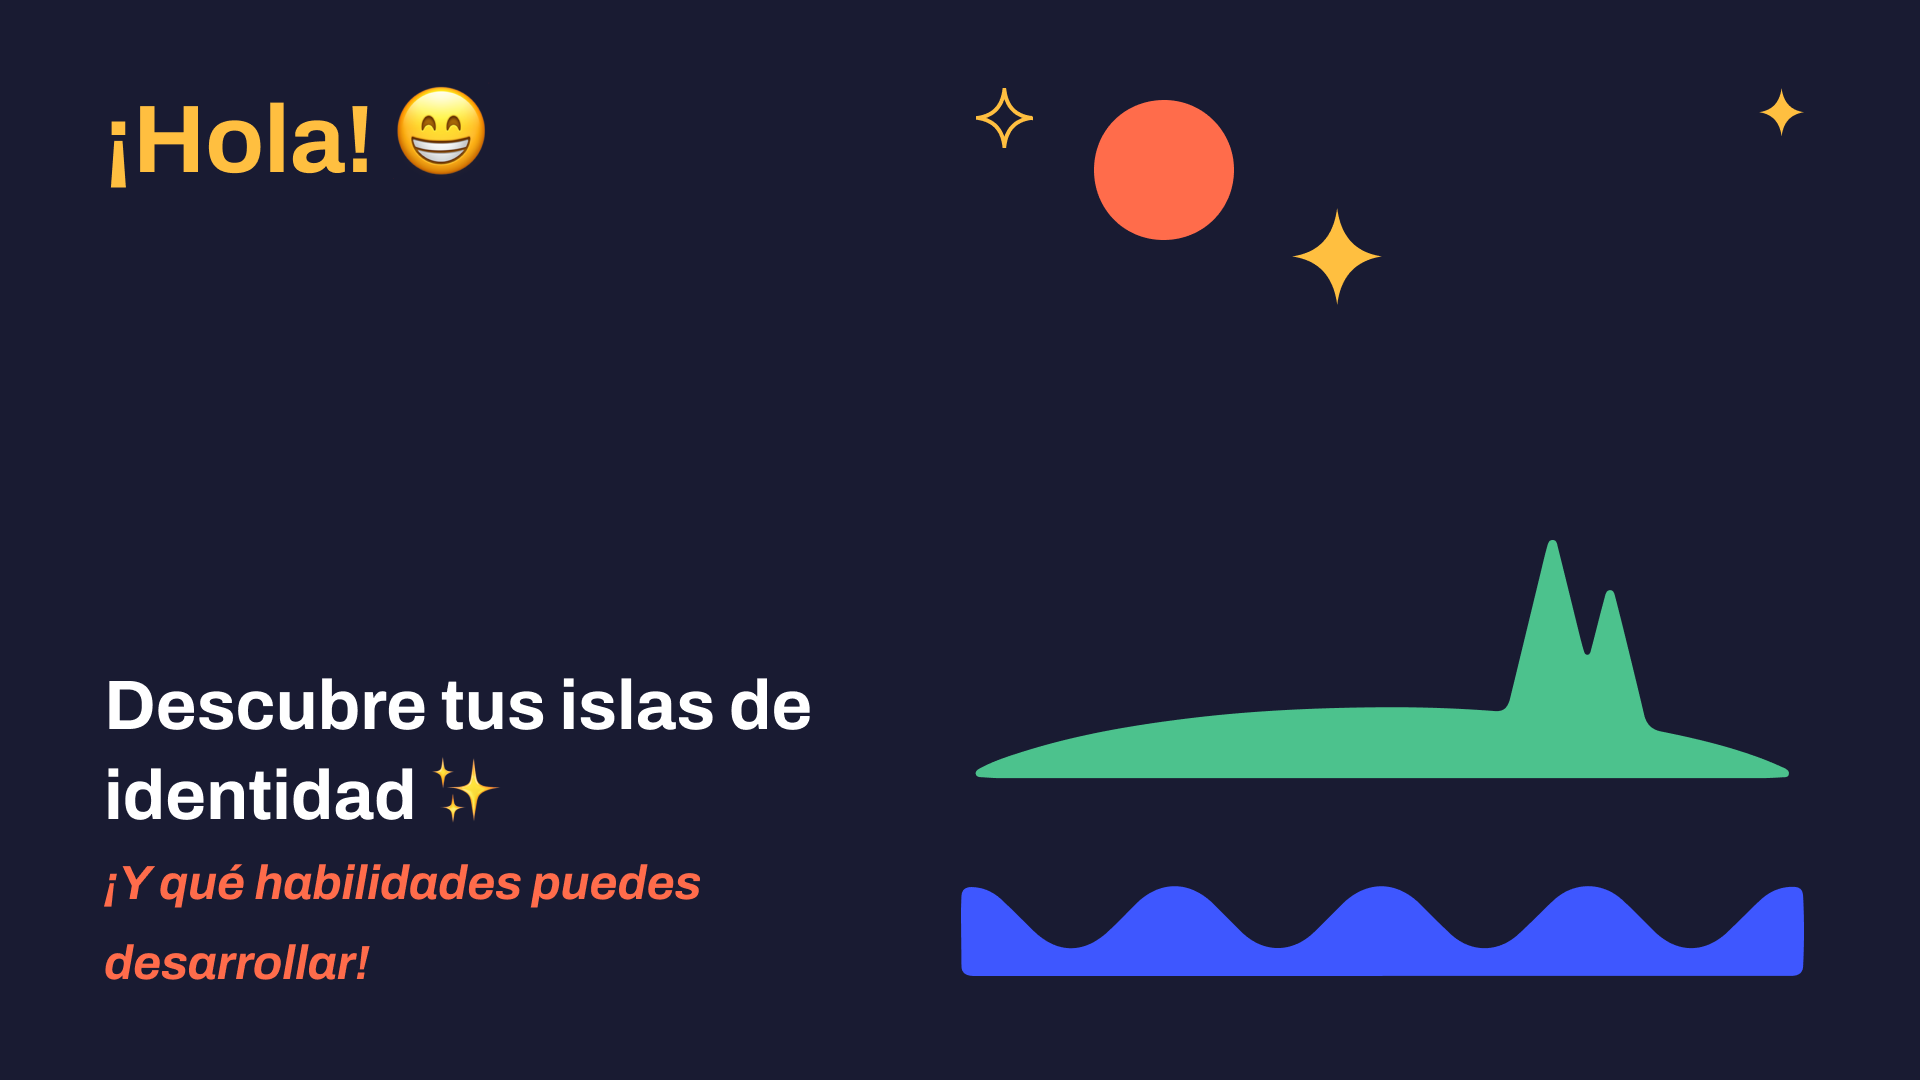 ¡Hola! 😁
Descubre tus islas de
identidad ✨
¡Y qué habilidades puedes
desarrollar!